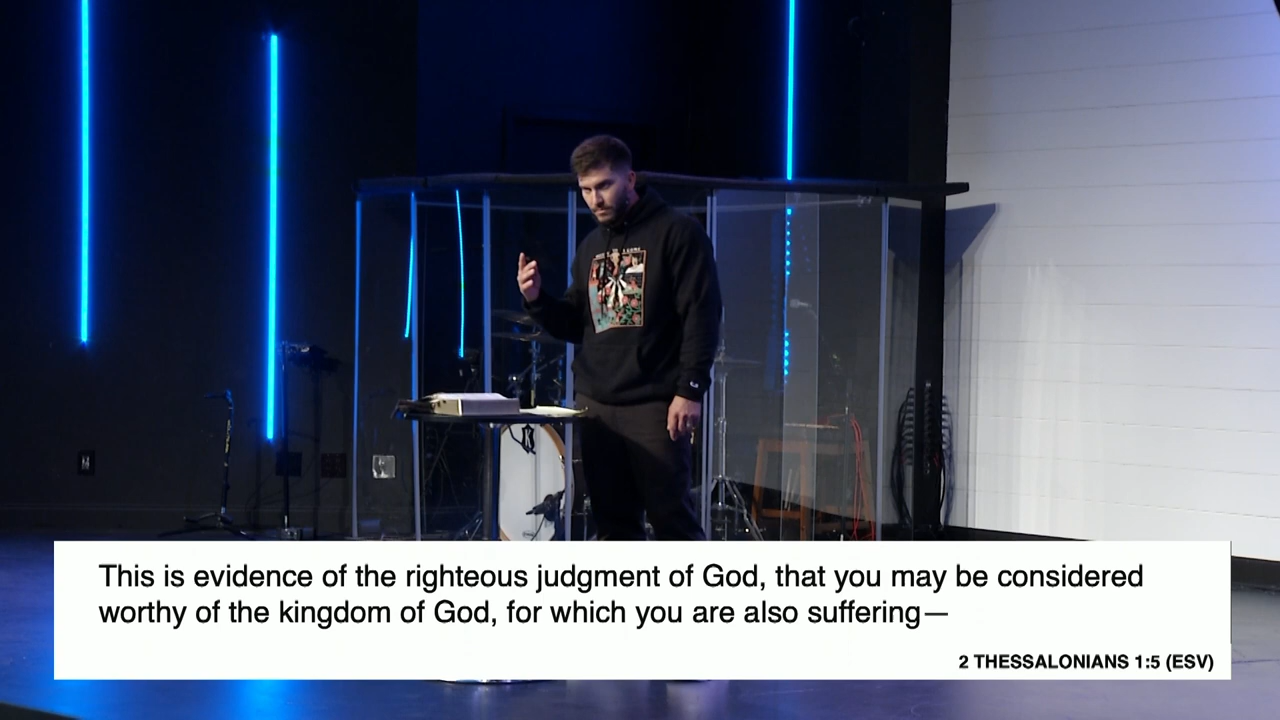 This is evidence of the righteous judgment of God, that you may be considered
worthy of the kingdom of God, for which you are also suffering—
2 THESSALONIANS 1:5 (ESV)